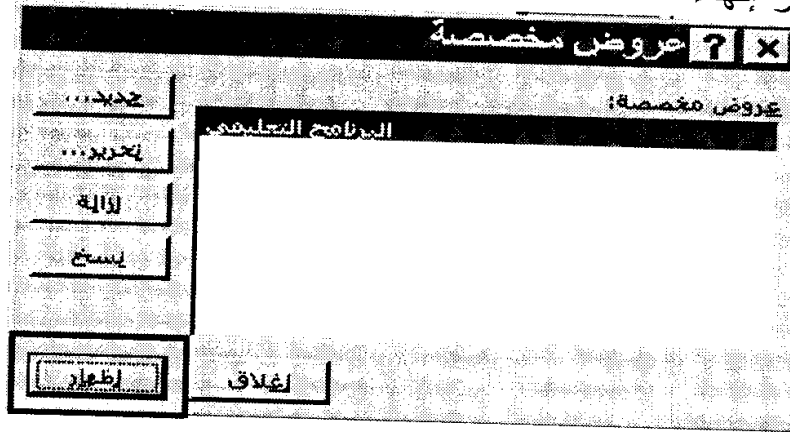 عروض مخصصة
عروض مخصصة:
البرنامج التعليمي
جديد...
تحرير...
إزالة
نسخ
إغلاق
إظهار